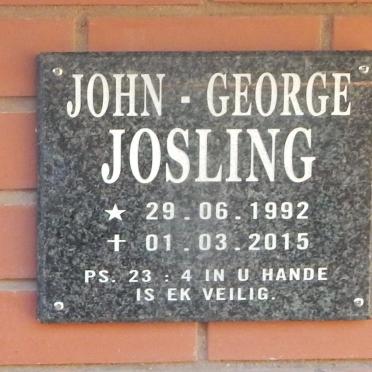 JOHN - GEORGE
JOSLING
★ 29.06.1992
✝ 01.03.2015
PS. 23 : 4 IN U HANDE
IS EK VEILIG.